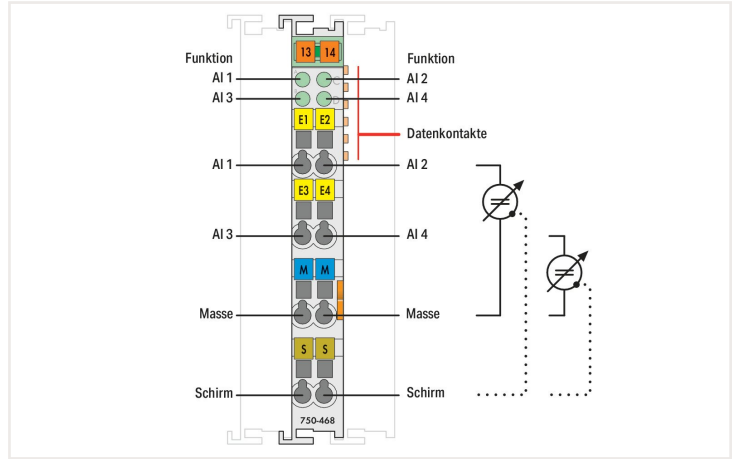 13 14
Funktion Funktion
AI 1 AI 2
AI 3 AI 4
E1 E2
Datenkontakte
AI 1 AI 2
E3 E4
AI 3 AI 4
M M
Masse Masse
S S
Schirm Schirm
750-468